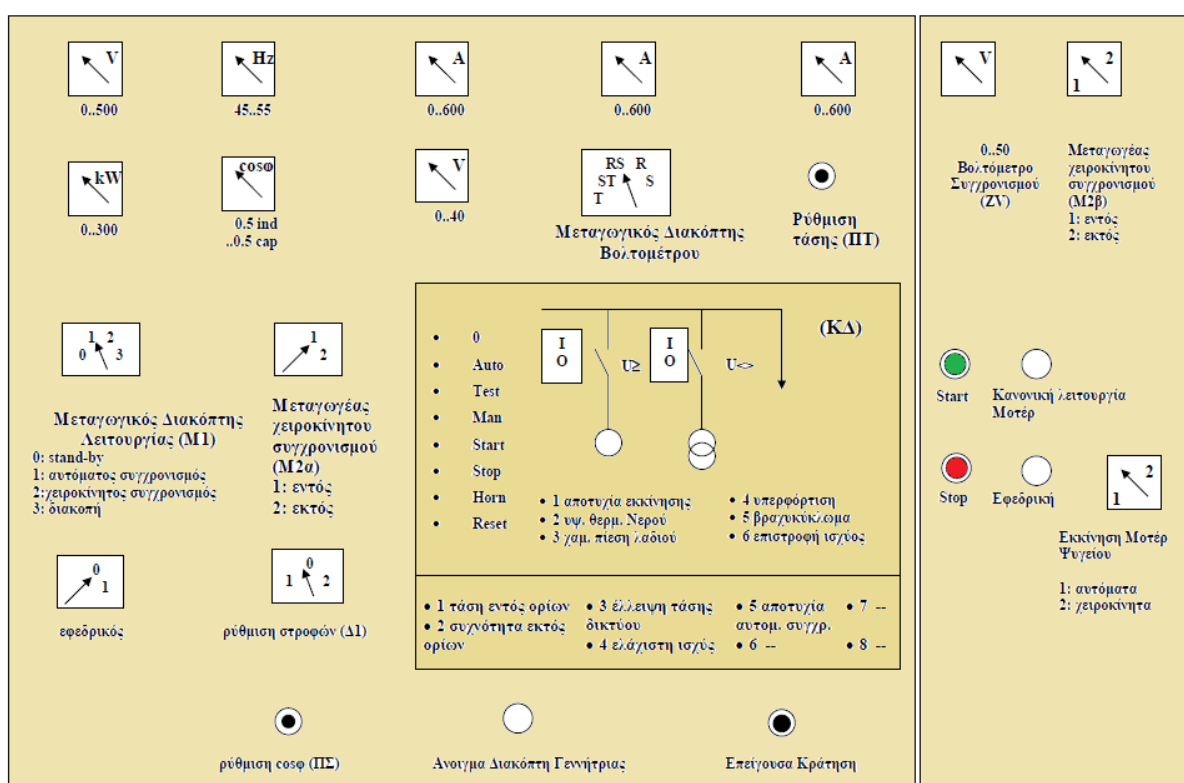 V
0..500
Hz
45..55
A
0..600
A
0..600
A
0..600
kW
0..300
cosφ
0.5 ind
..0.5 cap
V
0..40
RS R
ST S
T
Μεταγωγικός Διακόπτης
Βολτομέτρου
Ρύθμιση
τάσης (ΠΤ)
0 1 2 3
Μεταγωγικός Διακόπτης
Λειτουργίας (Μ1)
0: stand-by
1: αυτόματος συγχρονισμός
2:χειροκίνητος συγχρονισμός
3: διακοπή
1
2
Μεταγωγέας
χειροκίνητου
συγχρονισμού
(Μ2α)
1: εντός
2: εκτός
0
1
εφεδρικός
1 0 2
ρύθμιση στροφών (Δ1)
• 0
• Auto
• Test
• Man
• Start
• Stop
• Horn
• Reset
I
O
U≥
I
O
U<>
(ΚΔ)
• 1 αποτυχία εκκίνησης
• 2 υψ. θερμ. Νερού
• 3 χαμ. πίεση λαδιού
• 4 υπερφόρτιση
• 5 βραχυκύκλωμα
• 6 επιστροφή ισχύος
• 1 τάση εντός ορίων
• 2 συχνότητα εκτός
ορίων
• 3 έλλειψη τάσης
δικτύου
• 4 ελάχιστη ισχύς
• 5 αποτυχία
αυτομ. συγχρ.
• 6 --
• 7 --
• 8 --
ρύθμιση cosφ (ΠΣ)
Ανοιγμα Διακόπτη Γεννήτριας
Επείγουσα Κράτηση
V
0..50
Βολτόμετρο
Συγχρονισμού
(ZV)
2
1
Μεταγωγέας
χειροκίνητου
συγχρονισμού
(Μ2β)
1: εντός
2: εκτός
Start
Κανονική λειτουργία
Μοτέρ
Stop
Εφεδρική
2
1
Εκκίνηση Μοτέρ
Ψυγείου
1: αυτόματα
2: χειροκίνητα